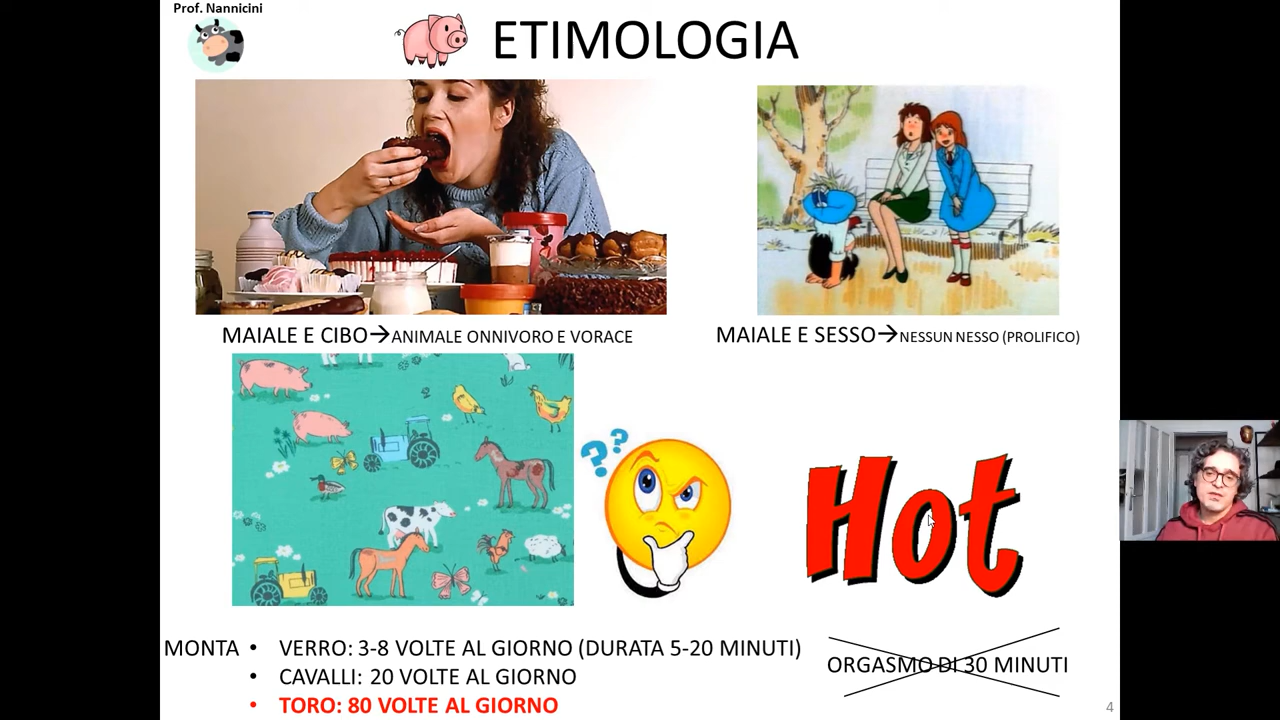 Prof. Nannicini
ETIMOLOGIA
MAIALE E CIBO→ANIMALE ONNIVORO E VORACE
MAIALE E SESSO→NESSUN NESSO (PROLIFICO)
??
Hot
MONTA • VERRO: 3-8 VOLTE AL GIORNO (DURATA 5-20 MINUTI)
• CAVALLI: 20 VOLTE AL GIORNO
• TORO: 80 VOLTE AL GIORNO
ORGASMO DI 30 MINUTI
4